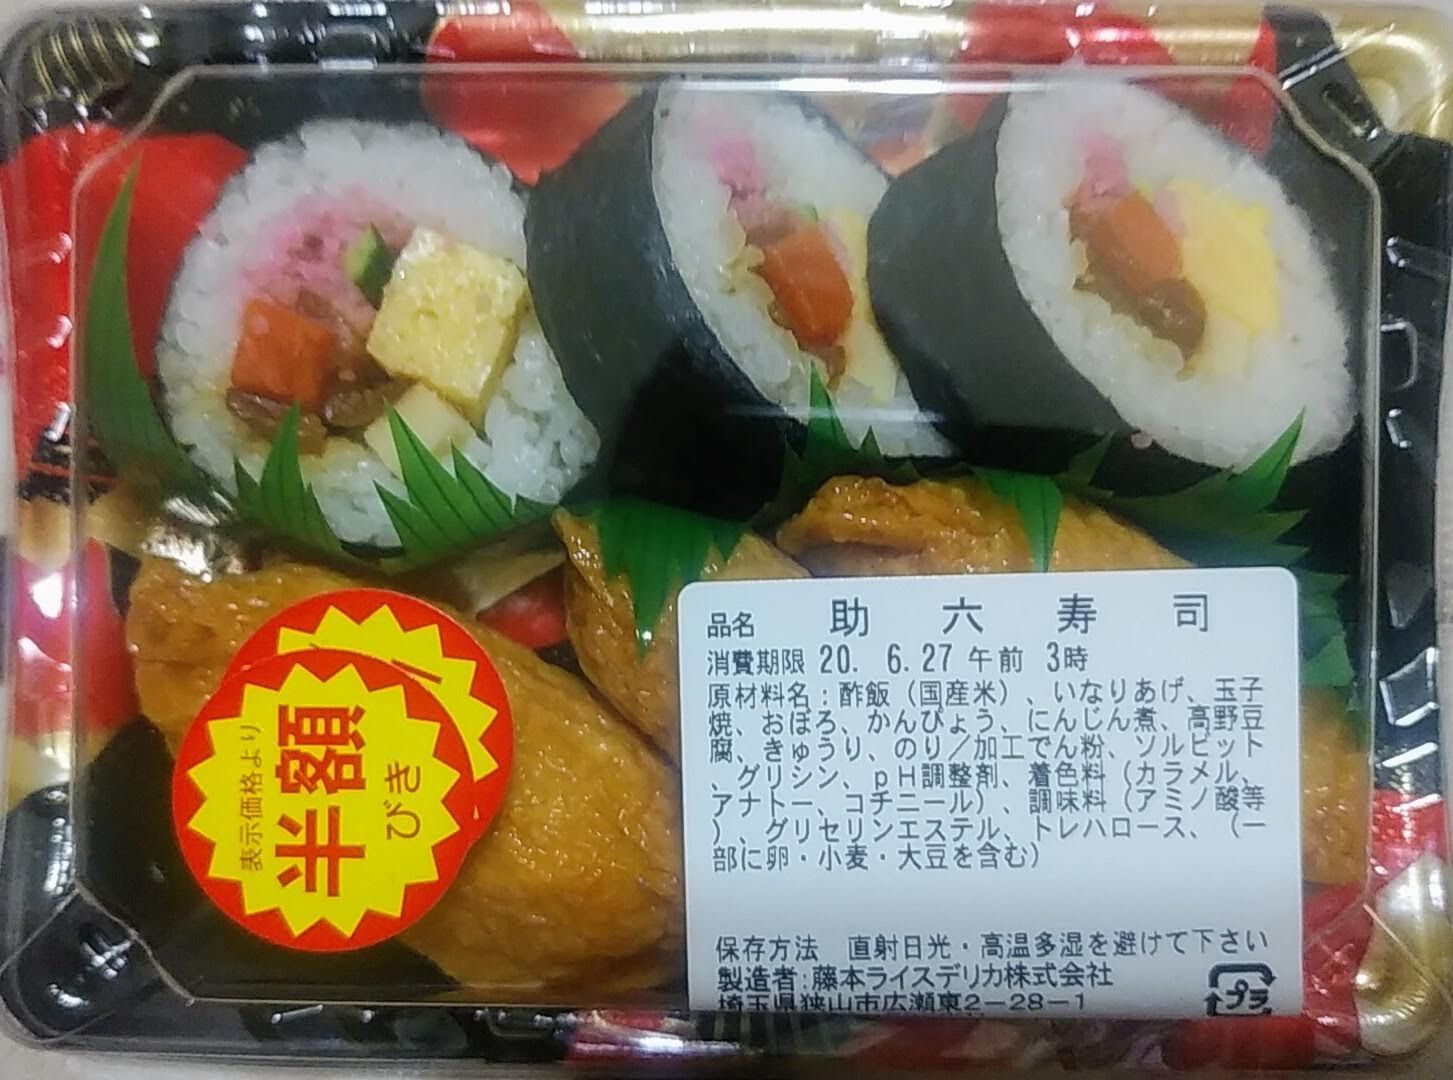 品名 助六寿司
消費期限 20. 6.27 午前 3時
原材料名：酢飯（国産米）、いなりあげ、玉子
焼、おぼろ、かんぴょう、にんじん煮、高野豆
腐、きゅうり、のり／加工でん粉、ソルビット
、グリシン、ｐＨ調整剤、着色料（カラメル、
アナトー、コチニール）、調味料（アミノ酸等
）、グリセリンエステル、トレハロース、（一
部に卵・小麦・大豆を含む）
保存方法 直射日光・高温多湿を避けて下さい
製造者:藤本ライスデリカ株式会社
埼玉県狭山市広瀬東2－28－1
プラ
表示価格より
半額
びき